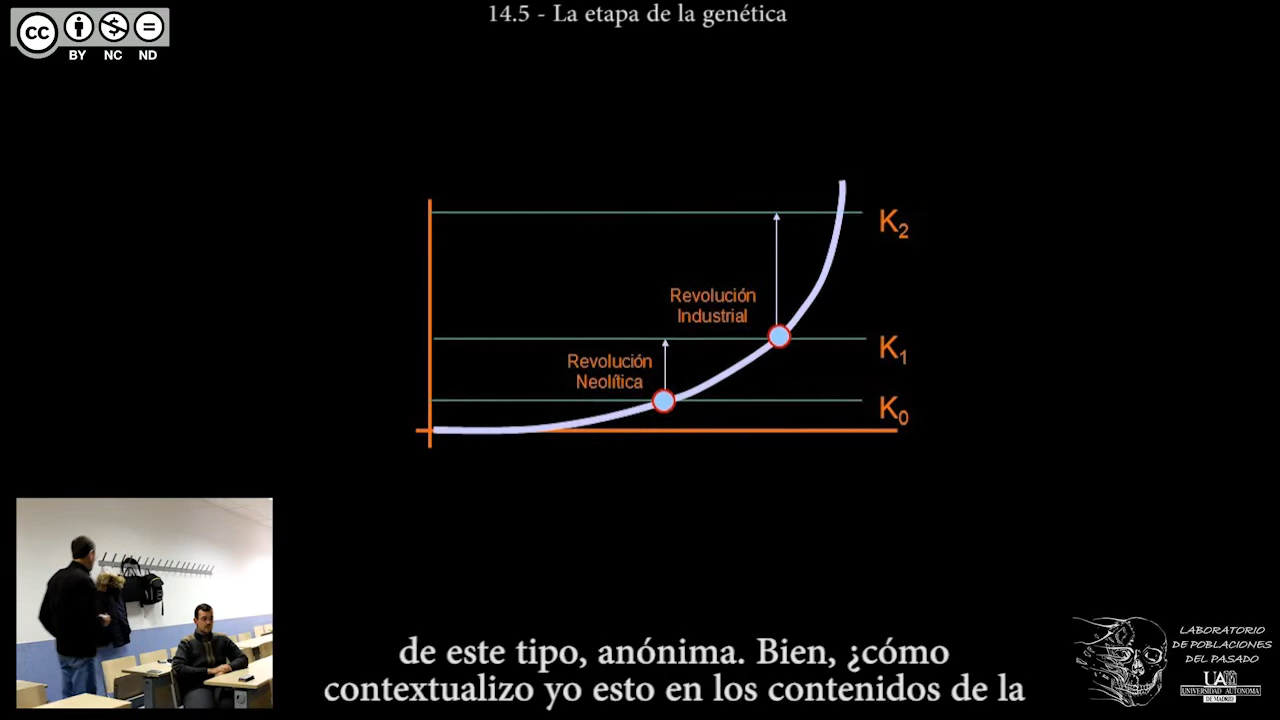 14.5 - La etapa de la genética
CC
BY NC ND
K2
Revolución
Industrial
K1
Revolución
Neolítica
K0
de este tipo, anónima. Bien, ¿cómo
contextualizo yo esto en los contenidos de la
LABORATORIO
DE POBLACIONES
DEL PASADO
UAM
UNIVERSIDAD AUTONOMA
DE MADRID